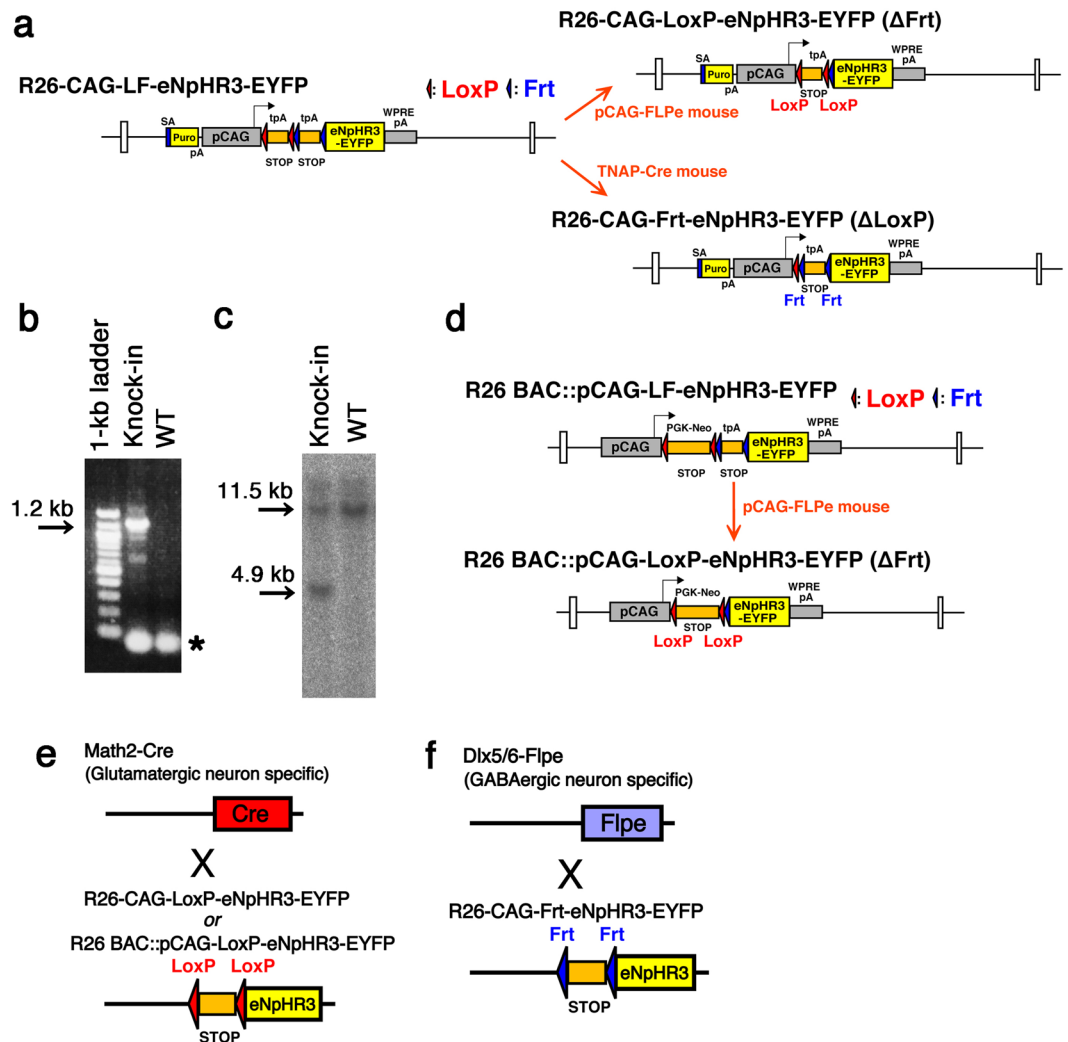 a
R26-CAG-LF-eNpHR3-EYFP
: LoxP : Frt
SA
Puro
pA
pCAG
tpA
tpA
STOP
STOP
eNpHR3
-EYFP
WPRE
pA
pCAG-FLPe mouse
TNAP-Cre mouse
R26-CAG-LoxP-eNpHR3-EYFP (ΔFrt)
SA
Puro
pA
pCAG
tpA
STOP
LoxP LoxP
eNpHR3
-EYFP
WPRE
pA
R26-CAG-Frt-eNpHR3-EYFP (ΔLoxP)
SA
Puro
pA
pCAG
tpA
STOP
Frt Frt
eNpHR3
-EYFP
WPRE
pA
b
1-kb ladder
Knock-in
WT
1.2 kb
*
c
Knock-in
WT
11.5 kb
4.9 kb
d
R26 BAC::pCAG-LF-eNpHR3-EYFP
: LoxP : Frt
pCAG
PGK-Neo
tpA
STOP
STOP
eNpHR3
-EYFP
WPRE
pA
pCAG-FLPe mouse
R26 BAC::pCAG-LoxP-eNpHR3-EYFP (ΔFrt)
pCAG
PGK-Neo
STOP
LoxP LoxP
eNpHR3
-EYFP
WPRE
pA
e
Math2-Cre
(Glutamatergic neuron specific)
Cre
X
R26-CAG-LoxP-eNpHR3-EYFP
or
R26 BAC::pCAG-LoxP-eNpHR3-EYFP
LoxP LoxP
eNpHR3
STOP
f
Dlx5/6-Flpe
(GABAergic neuron specific)
Flpe
X
R26-CAG-Frt-eNpHR3-EYFP
Frt Frt
eNpHR3
STOP